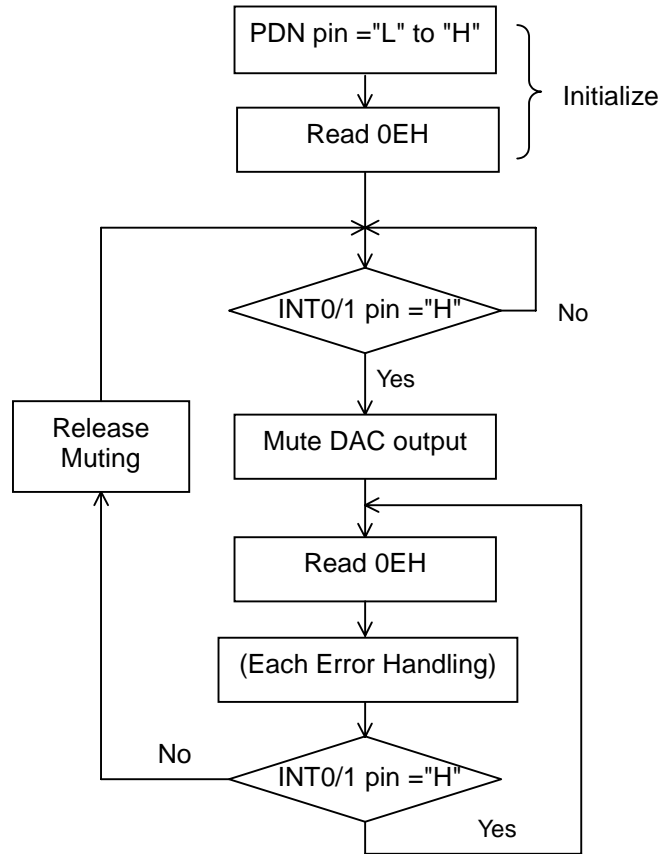 PDN pin ="L" to "H"
Initialize
Read 0EH
INT0/1 pin ="H"
No
Yes
Release
Muting
Mute DAC output
Read 0EH
(Each Error Handling)
No
INT0/1 pin ="H"
Yes